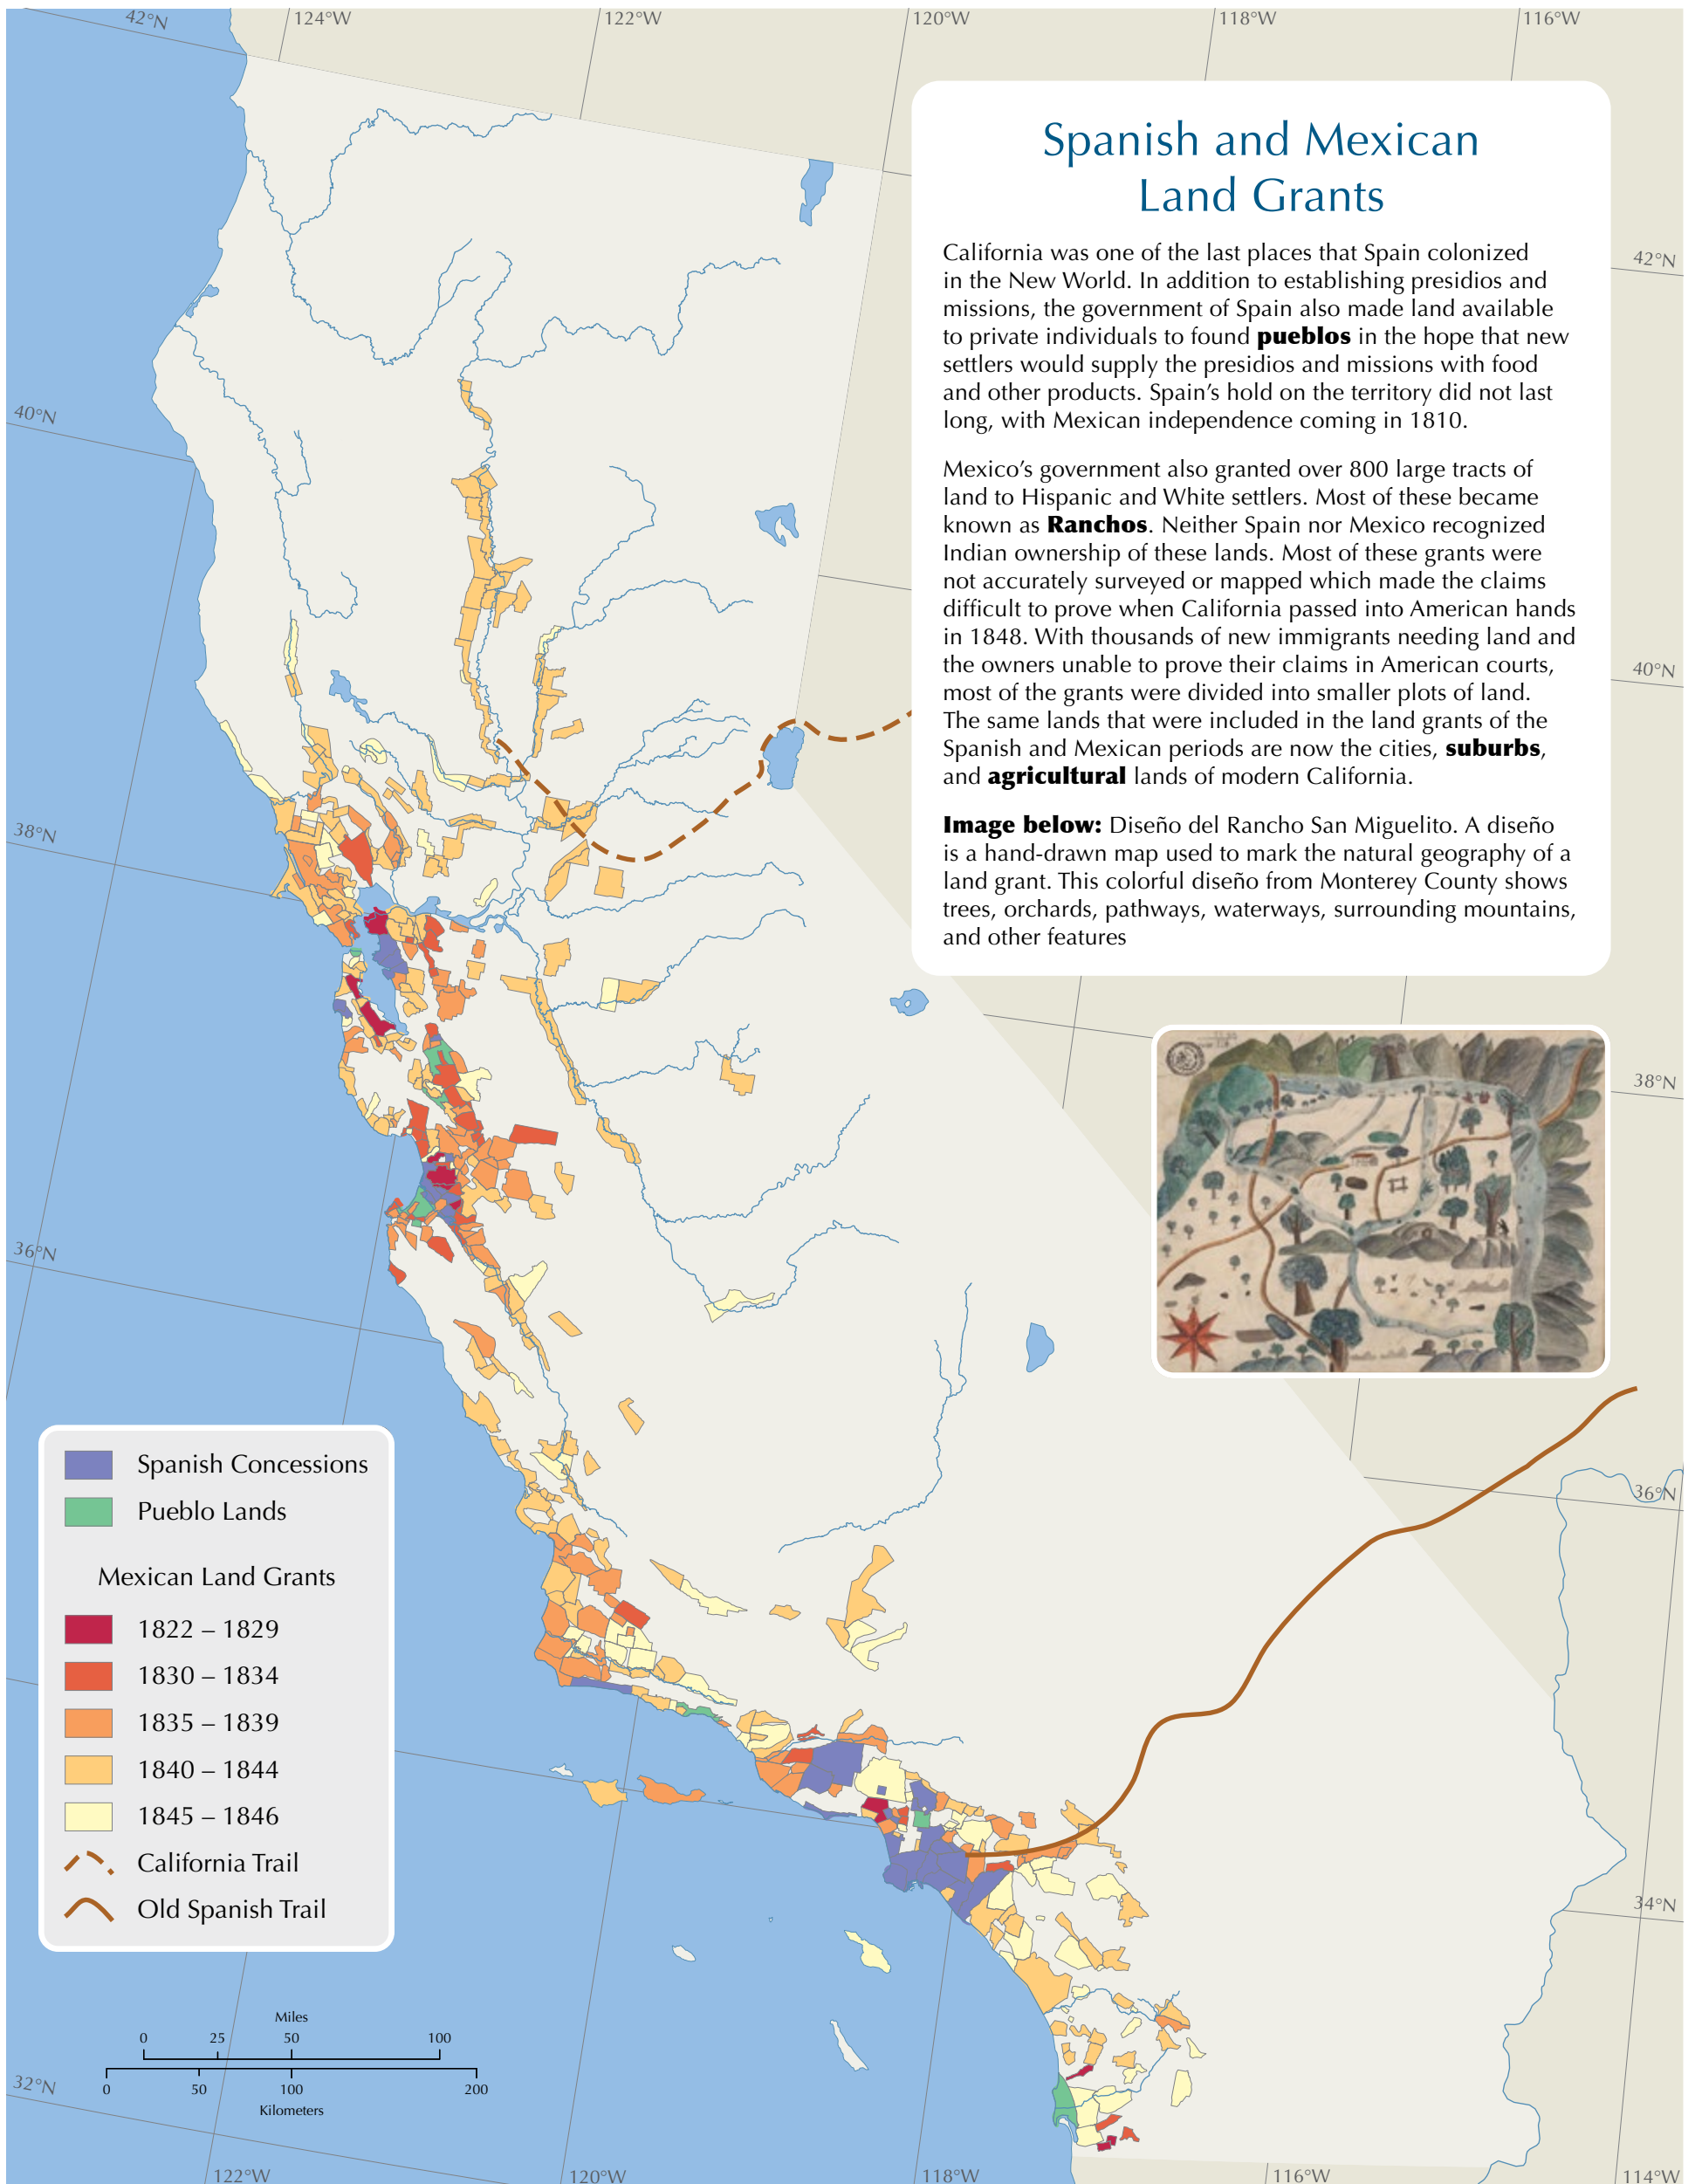 42°N
124°W
122°W
120°W
118°W
116°W
Spanish and Mexican
Land Grants
California was one of the last places that Spain colonized
in the New World. In addition to establishing presidios and
missions, the government of Spain also made land available
to private individuals to found pueblos in the hope that new
settlers would supply the presidios and missions with food
and other products. Spain’s hold on the territory did not last
long, with Mexican independence coming in 1810.
Mexico’s government also granted over 800 large tracts of
land to Hispanic and White settlers. Most of these became
known as Ranchos. Neither Spain nor Mexico recognized
Indian ownership of these lands. Most of these grants were
not accurately surveyed or mapped which made the claims
difficult to prove when California passed into American hands
in 1848. With thousands of new immigrants needing land and
the owners unable to prove their claims in American courts,
most of the grants were divided into smaller plots of land.
The same lands that were included in the land grants of the
Spanish and Mexican periods are now the cities, suburbs,
and agricultural lands of modern California.
Image below: Diseño del Rancho San Miguelito. A diseño
is a hand-drawn map used to mark the natural geography of a
land grant. This colorful diseño from Monterey County shows
trees, orchards, pathways, waterways, surrounding mountains,
and other features
42°N
40°N
40°N
38°N
38°N
36°N
36°N
34°N
Spanish Concessions
Pueblo Lands
Mexican Land Grants
1822 – 1829
1830 – 1834
1835 – 1839
1840 – 1844
1845 – 1846
California Trail
Old Spanish Trail
Miles
0 25 50 100
0 50 100 200
Kilometers
32°N
122°W
120°W
118°W
116°W
114°W